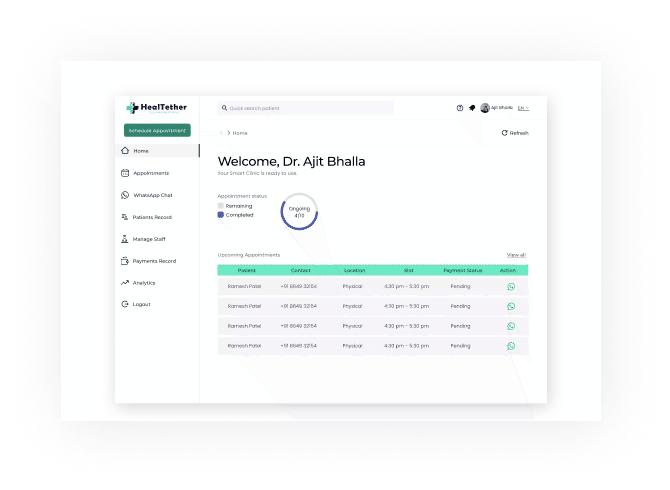 HealTether
Quick search patient
Ajit Bhalla
EN
Schedule Appointment
Home
Refresh
Home
Appointments
WhatsApp Chat
Patients Record
Manage Staff
Payments Record
Analytics
Logout
Welcome, Dr. Ajit Bhalla
Your Smart Clinic is ready to use.
Appointment status
Remaining
Completed
Ongoing
4/10
Upcoming Appointments
View all
Patient Contact Location Slot Payment Status Action
Ramesh Patel +91 8649 32154 Physical 4:30 pm - 5:30 pm Pending
Ramesh Patel +91 8649 32154 Physical 4:30 pm - 5:30 pm Pending
Ramesh Patel +91 8649 32154 Physical 4:30 pm - 5:30 pm Pending
Ramesh Patel +91 8649 32154 Physical 4:30 pm - 5:30 pm Pending